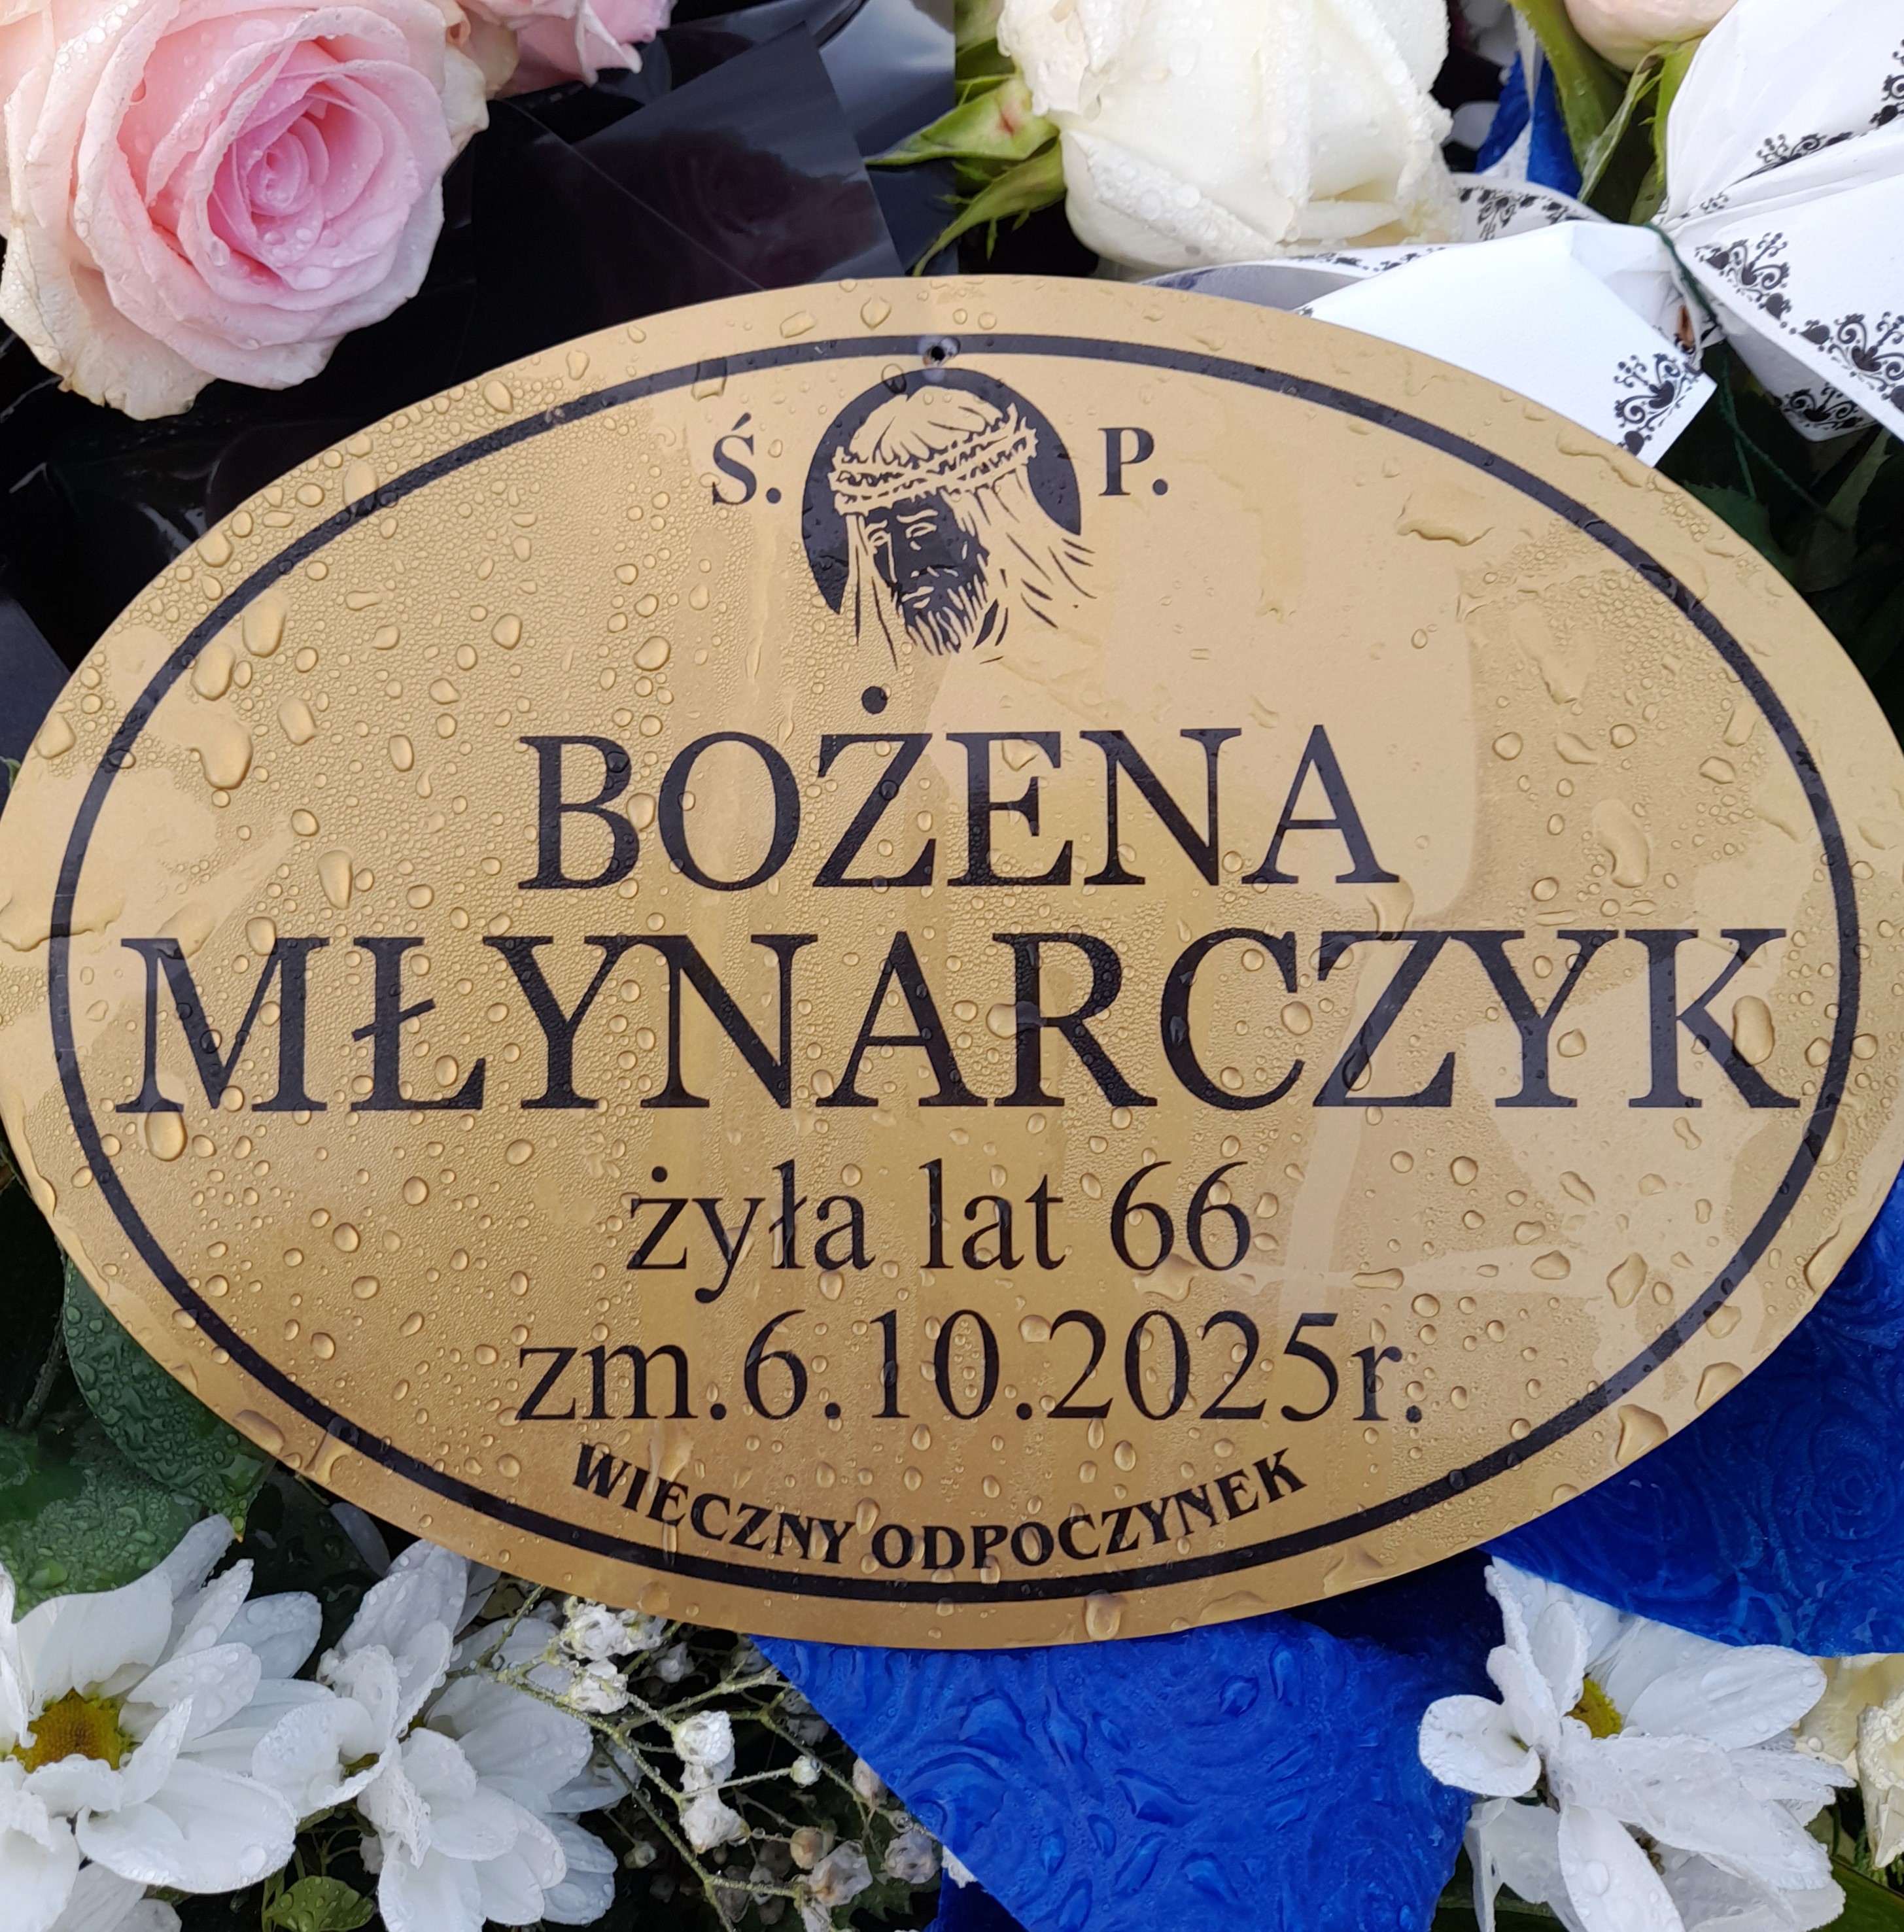 Ś. P.
BOŻENA
MŁYNARCZYK
żyła lat 66
zm.6.10.2025r.
WIECZNY ODPOCZYNEK